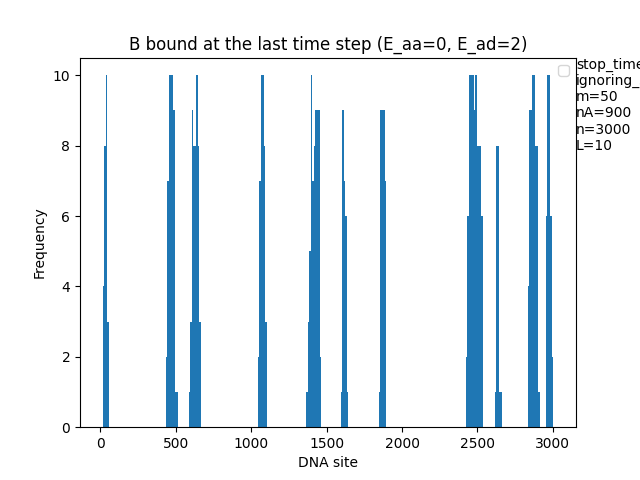 B bound at the last time step (E_aa=0, E_ad=2)
stop_time
ignoring_
m=50
nA=900
n=3000
L=10
10
8
6
4
2
0
Frequency
0 500 1000 1500 2000 2500 3000
DNA site